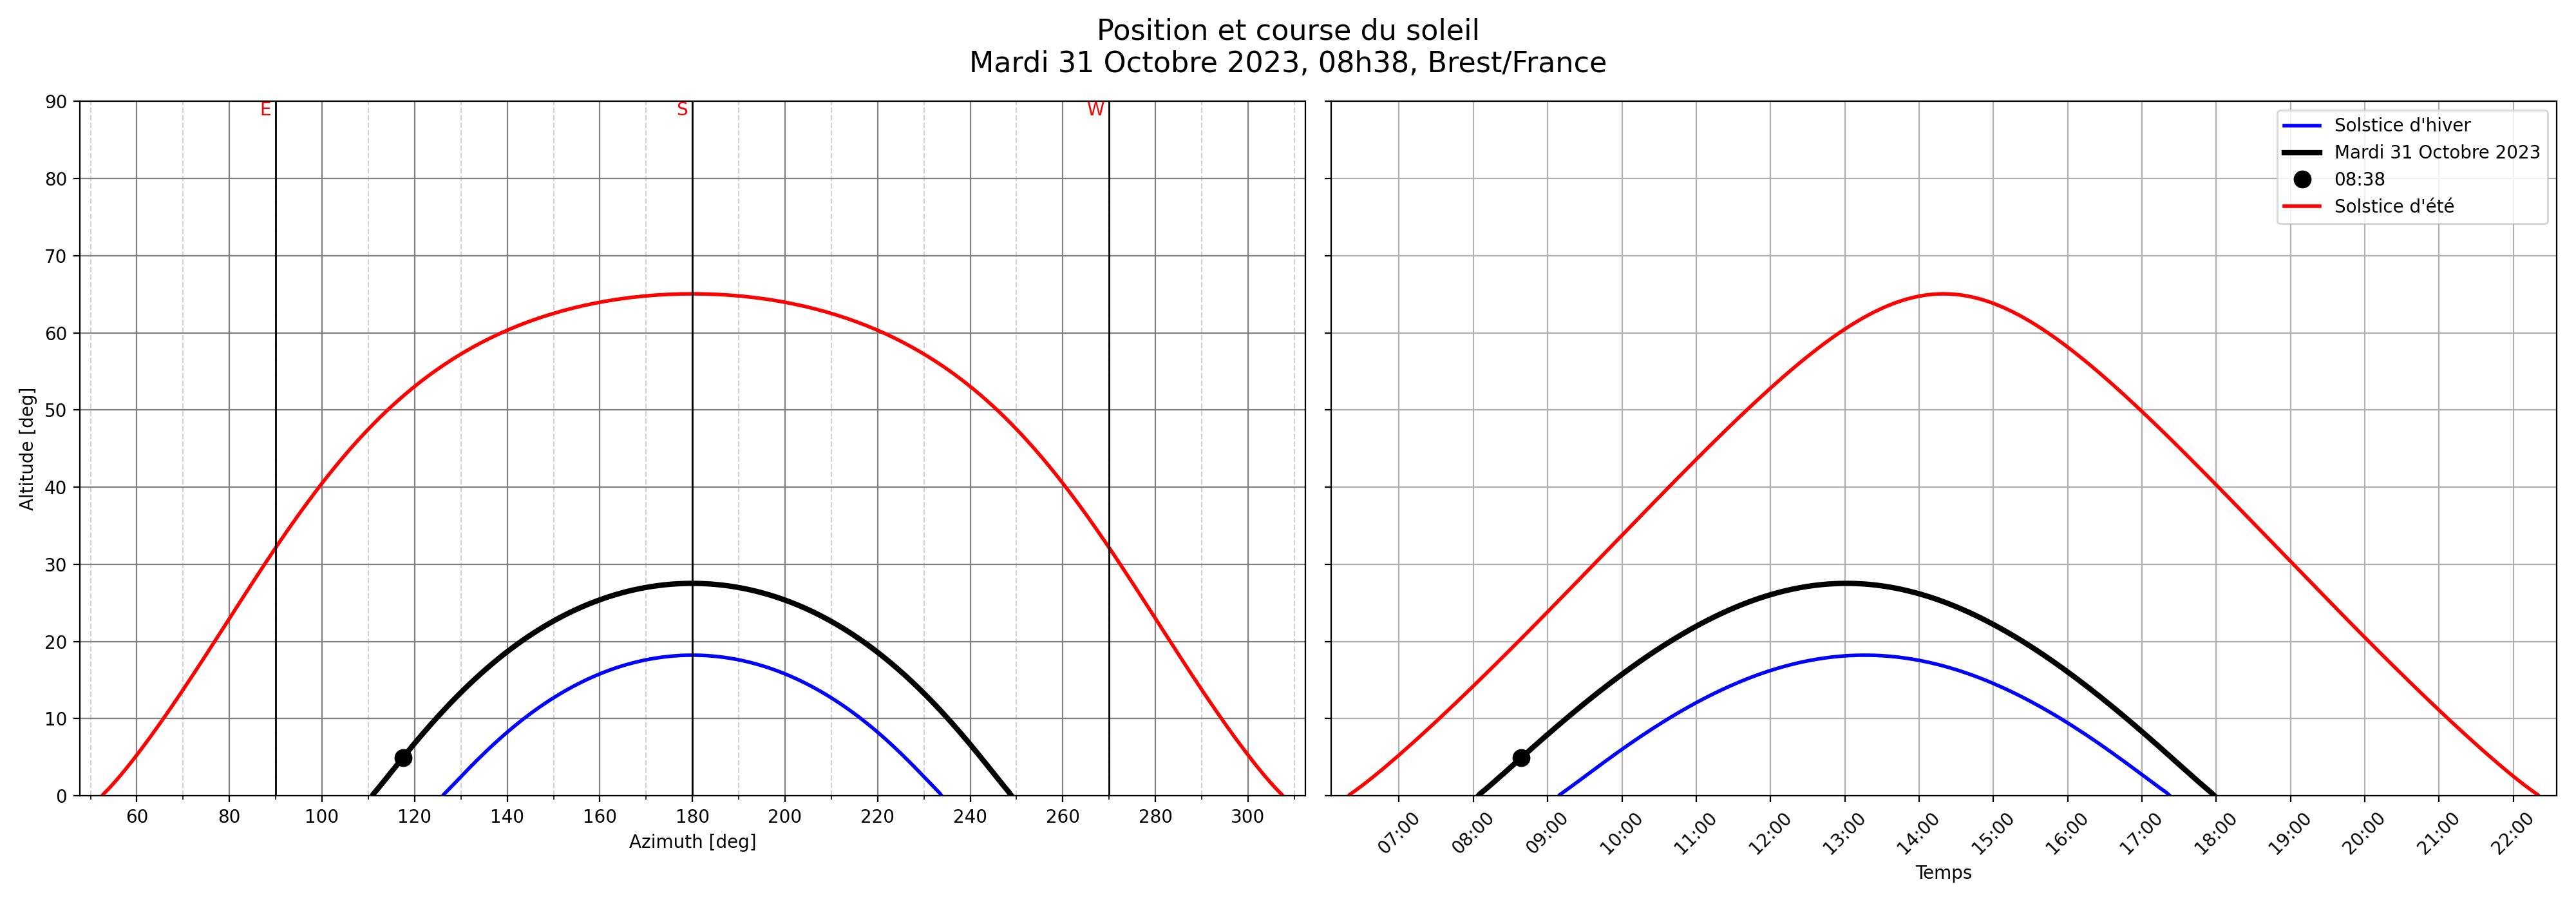 Position et course du soleil
Mardi 31 Octobre 2023, 08h38, Brest/France
E
S
W
90
80
70
60
50
40
30
20
10
0
Altitude [deg]
60 80 100 120 140 160 180 200 220 240 260 280 300
Azimuth [deg]
Solstice d'hiver
Mardi 31 Octobre 2023
08:38
Solstice d'été
07:00 08:00 09:00 10:00 11:00 12:00 13:00 14:00 15:00 16:00 17:00 18:00 19:00 20:00 21:00 22:00
Temps